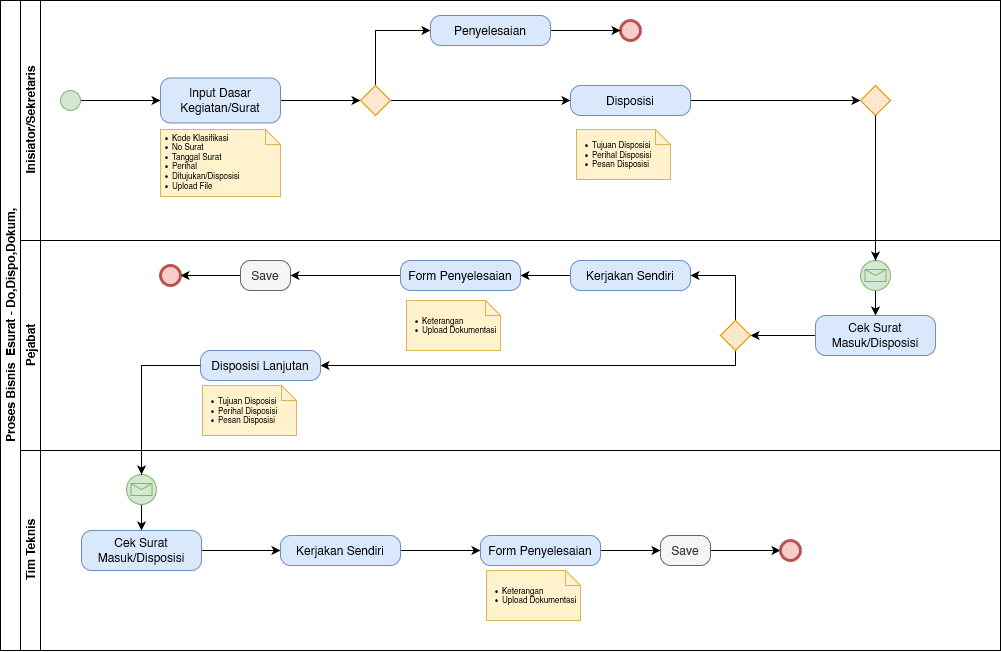 Proses Bisnis Esurat - Do,Dispo,Dokum,
Inisiator/Sekretaris
Penyelesaian
Input Dasar
Kegiatan/Surat
Disposisi
Kode Klasifikasi
No Surat
Tanggal Surat
Perihal
Ditujukan/Disposisi
Upload File
Tujuan Disposisi
Perihal Disposisi
Pesan Disposisi
Pejabat
Save
Form Penyelesaian
Kerjakan Sendiri
Keterangan
Upload Dokumentasi
Cek Surat
Masuk/Disposisi
Disposisi Lanjutan
Tujuan Disposisi
Perihal Disposisi
Pesan Disposisi
Tim Teknis
Cek Surat
Masuk/Disposisi
Kerjakan Sendiri
Form Penyelesaian
Save
Keterangan
Upload Dokumentasi